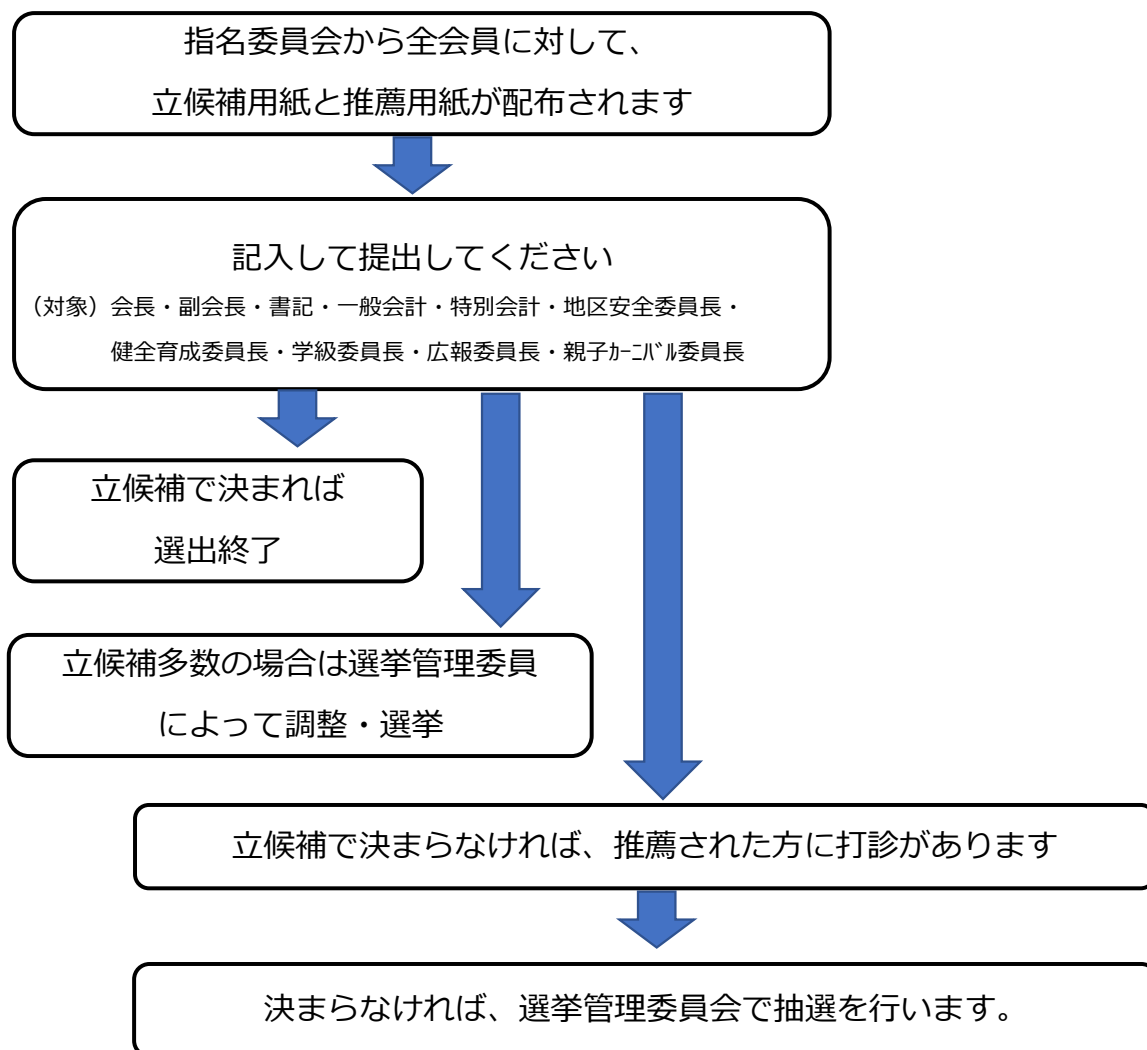 指名委員会から全会員に対して、
立候補用紙と推薦用紙が配布されます
記入して提出してください
（対象）会長・副会長・書記・一般会計・特別会計・地区安全委員長・
健全育成委員長・学級委員長・広報委員長・親子ｶｰﾆﾊﾞﾙ委員長
立候補で決まれば
選出終了
立候補多数の場合は選挙管理委員
によって調整・選挙
立候補で決まらなければ、推薦された方に打診があります
決まらなければ、選挙管理委員会で抽選を行います。